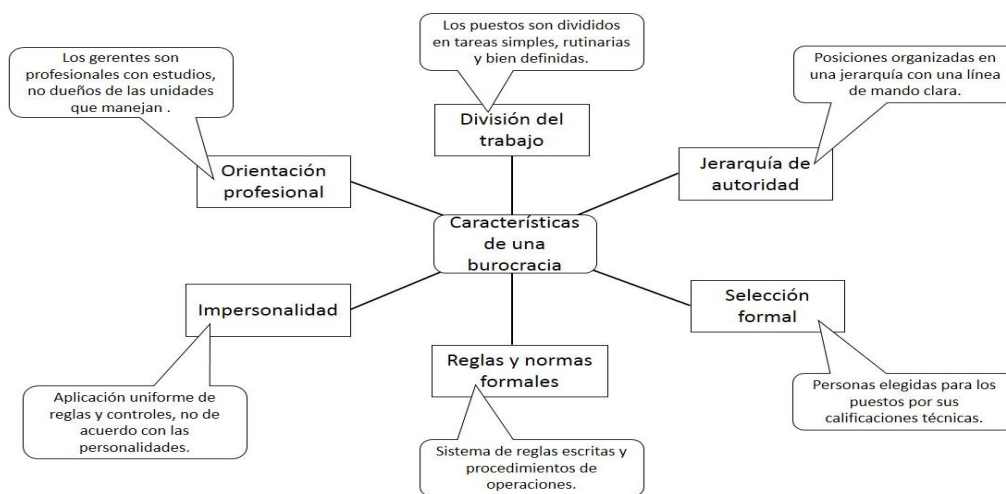 Los puestos son divididos
en tareas simples, rutinarias
y bien definidas.
División del
trabajo
Los gerentes son
profesionales con estudios,
no dueños de las unidades
que manejan .
Orientación
profesional
Posiciones organizadas en
una jerarquía con una línea
de mando clara.
Jerarquía de
autoridad
Características
de una
burocracia
Impersonalidad
Aplicación uniforme de
reglas y controles, no de
acuerdo con las
personalidades.
Reglas y normas
formales
Sistema de reglas escritas y
procedimientos de
operaciones.
Selección
formal
Personas elegidas para los
puestos por sus
calificaciones técnicas.